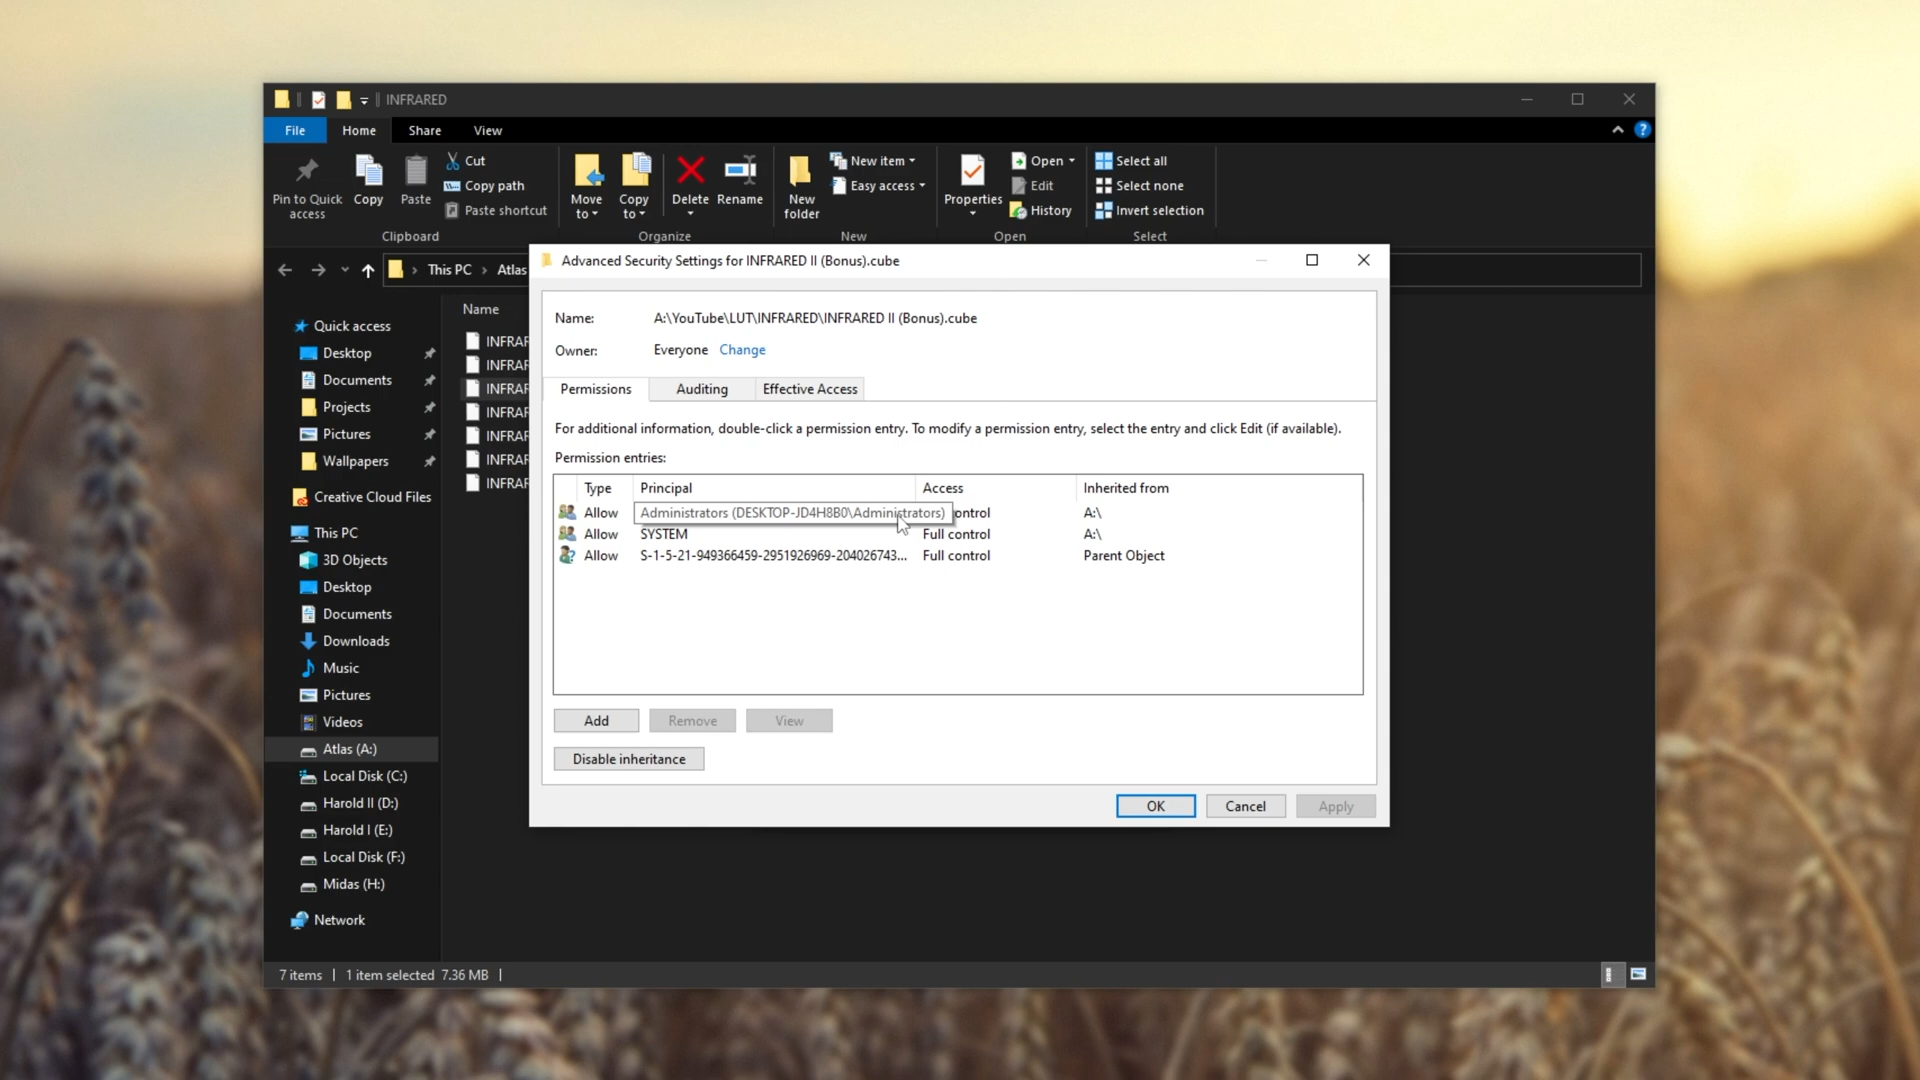 INFRARED
File Home Share View
Pin to Quick access
Copy
Paste
Cut
Copy path
Paste shortcut
Clipboard
Move to
Copy to
Delete
Rename
Organize
New folder
New item
Easy access
New
Properties
Open
Edit
History
Open
Select all
Select none
Invert selection
Select
This PC > Atlas
Quick access
Desktop
Documents
Projects
Pictures
Wallpapers
Creative Cloud Files
This PC
3D Objects
Desktop
Documents
Downloads
Music
Pictures
Videos
Atlas (A:)
Local Disk (C:)
Harold II (D:)
Harold I (E:)
Local Disk (F:)
Midas (H:)
Network
Name
INFRAR
INFRAR
INFRAR
INFRAR
INFRAR
INFRAR
INFRAR
Advanced Security Settings for INFRARED II (Bonus).cube
Name: A:\YouTube\LUT\INFRARED\INFRARED II (Bonus).cube
Owner: Everyone Change
Permissions Auditing Effective Access
For additional information, double-click a permission entry. To modify a permission entry, select the entry and click Edit (if available).
Permission entries:
Type Principal Access Inherited from
Allow Administrators (DESKTOP-JD4H8B0\Administrators) ontrol A:\
Allow SYSTEM Full control A:\
Allow S-1-5-21-949366459-2951926969-204026743... Full control Parent Object
Add Remove View
Disable inheritance
OK Cancel Apply
7 items | 1 item selected 7.36 MB |